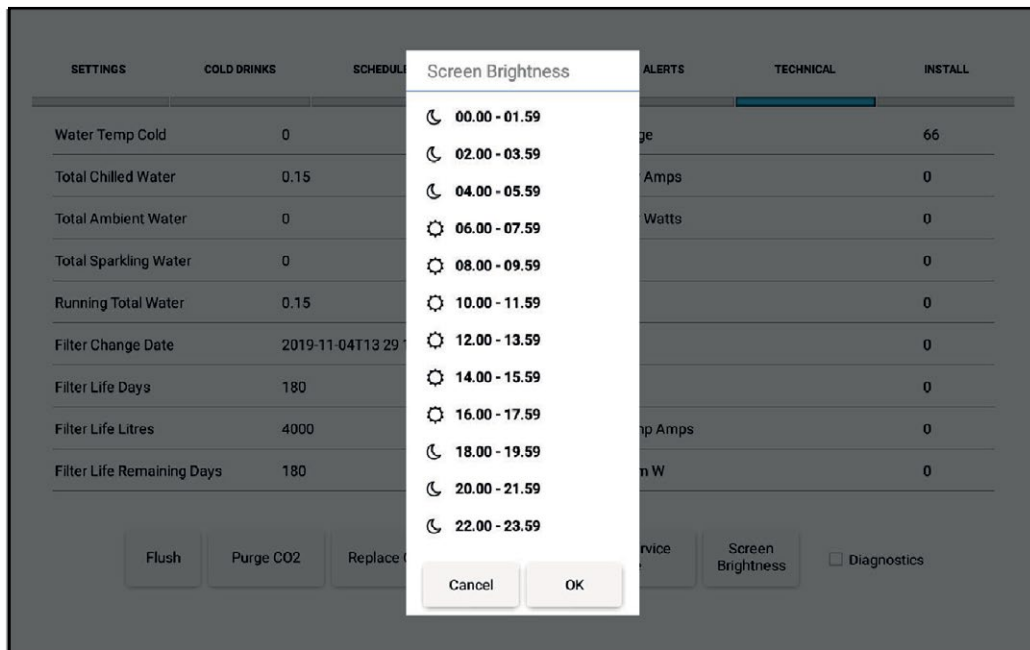 SETTINGS COLD DRINKS SCHEDULE ALERTS TECHNICAL INSTALL
Screen Brightness
00.00 - 01.59
02.00 - 03.59
04.00 - 05.59
06.00 - 07.59
08.00 - 09.59
10.00 - 11.59
12.00 - 13.59
14.00 - 15.59
16.00 - 17.59
18.00 - 19.59
20.00 - 21.59
22.00 - 23.59
Cancel OK
Water Temp Cold 0 66
Total Chilled Water 0.15 Amps 0
Total Ambient Water 0 Watts 0
Total Sparkling Water 0 0
Running Total Water 0.15 0
Filter Change Date 2019-11-04T13 29 0
Filter Life Days 180 0
Filter Life Litres 4000 Amps 0
Filter Life Remaining Days 180 W 0
Flush Purge CO2 Replace Screen Brightness Diagnostics